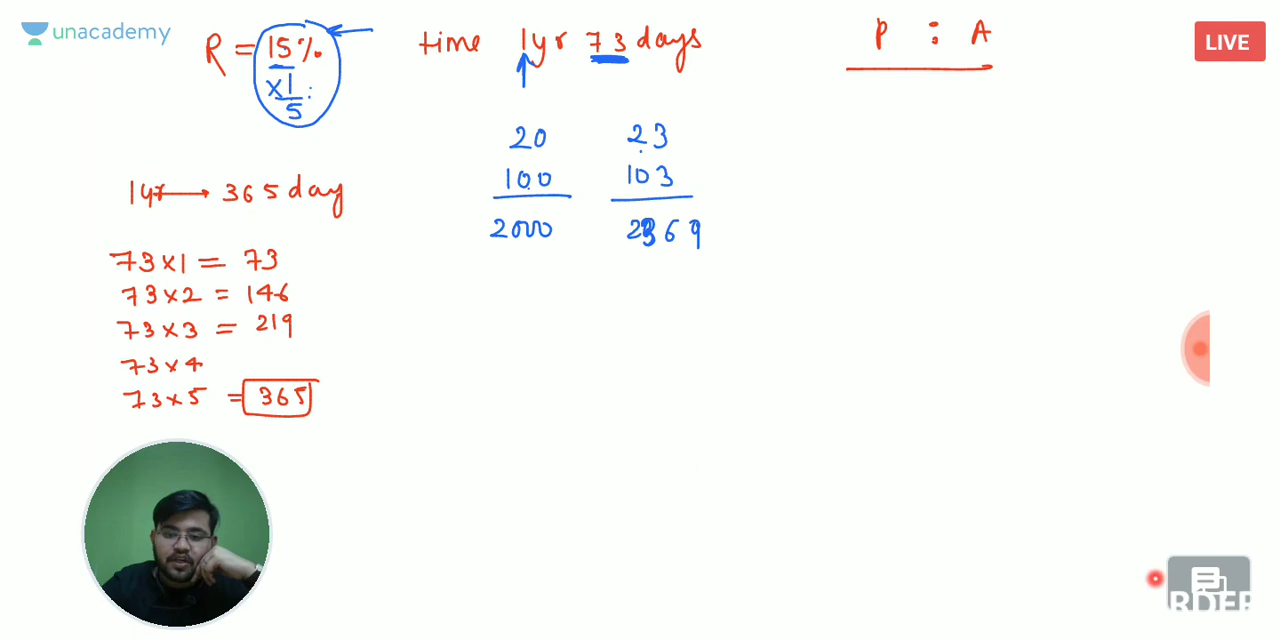 unacademy
LIVE
R = 15%
×1/5
time 1yr 73 days
P : A
20 23
100 103
2000 2369
1yr → 365 day
73×1 = 73
73×2 = 146
73×3 = 219
73×4
73×5 = 365